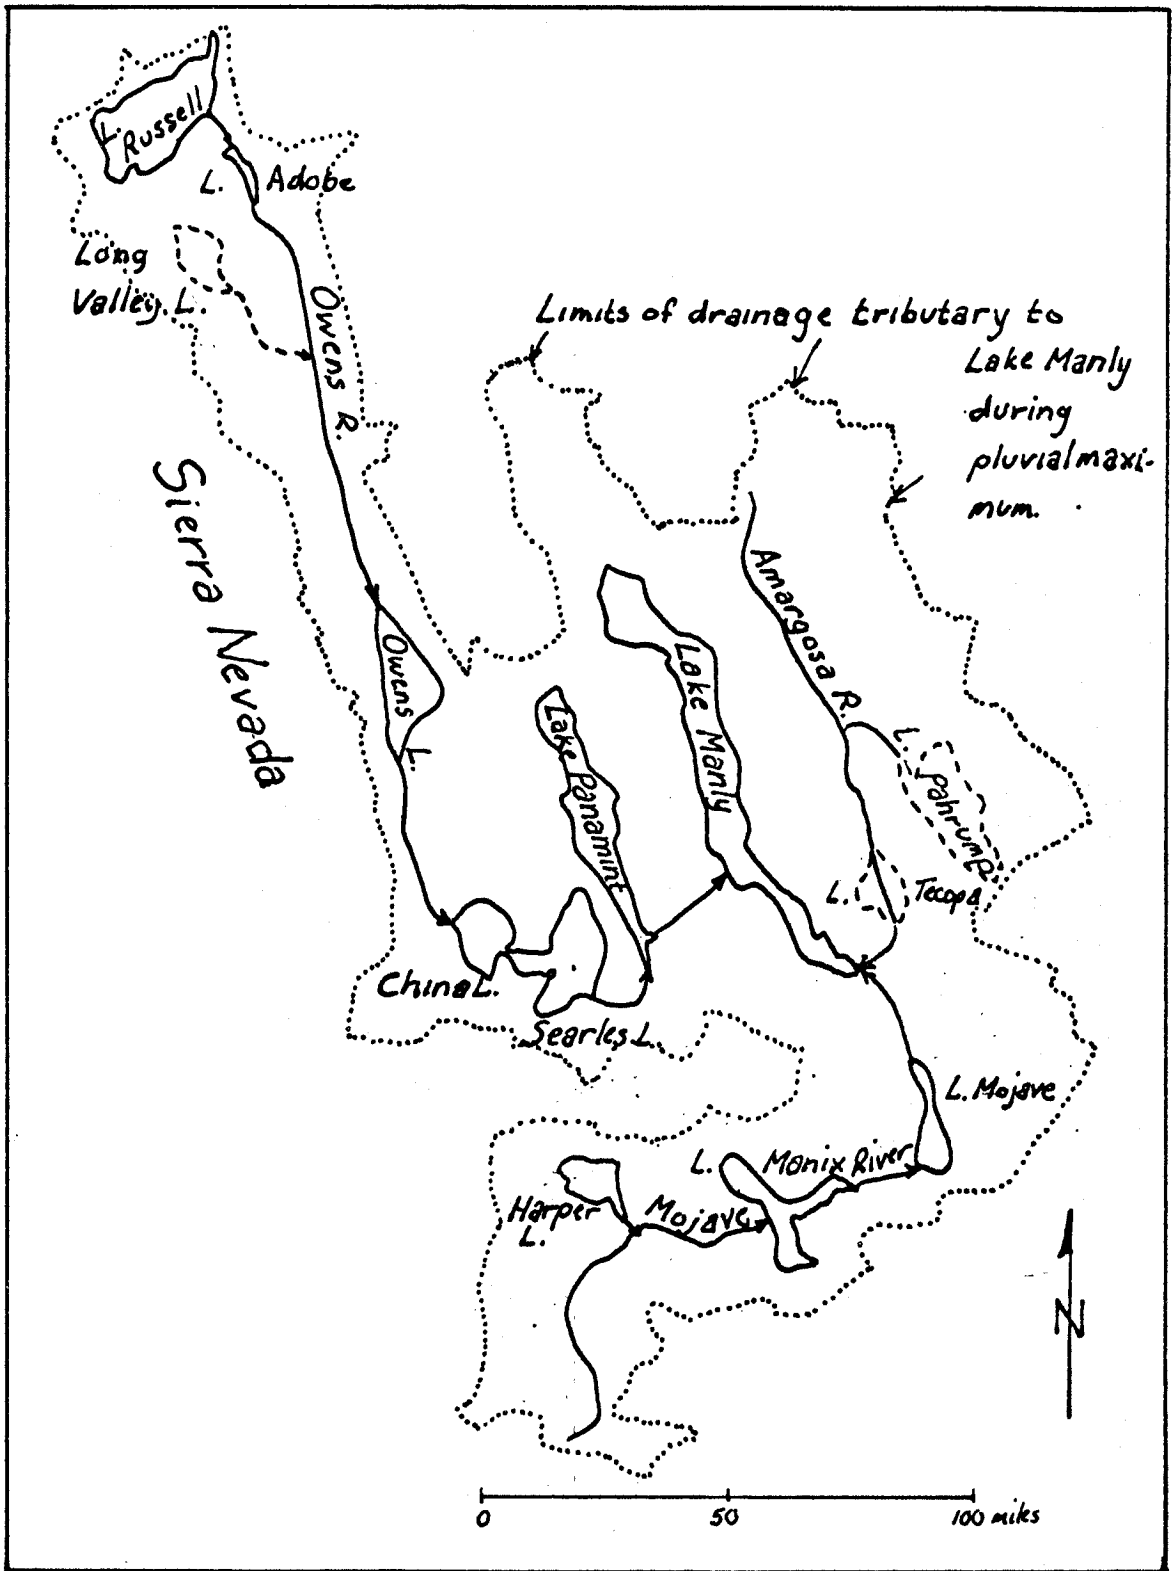 L. Russell
L. Adobe
Long
Valley. L.
Owens R.
Limits of drainage tributary to
Lake Manly
during
pluvial maxi-
mum.
Sierra Nevada
Amargosa R.
Owens L.
Lake Manly
Lake Panamint
L. Pahrump
L. Tecopa
China L.
Searles L.
L. Mojave
L. Manix River
Harper
L.
Mojave
N
0 50 100 miles